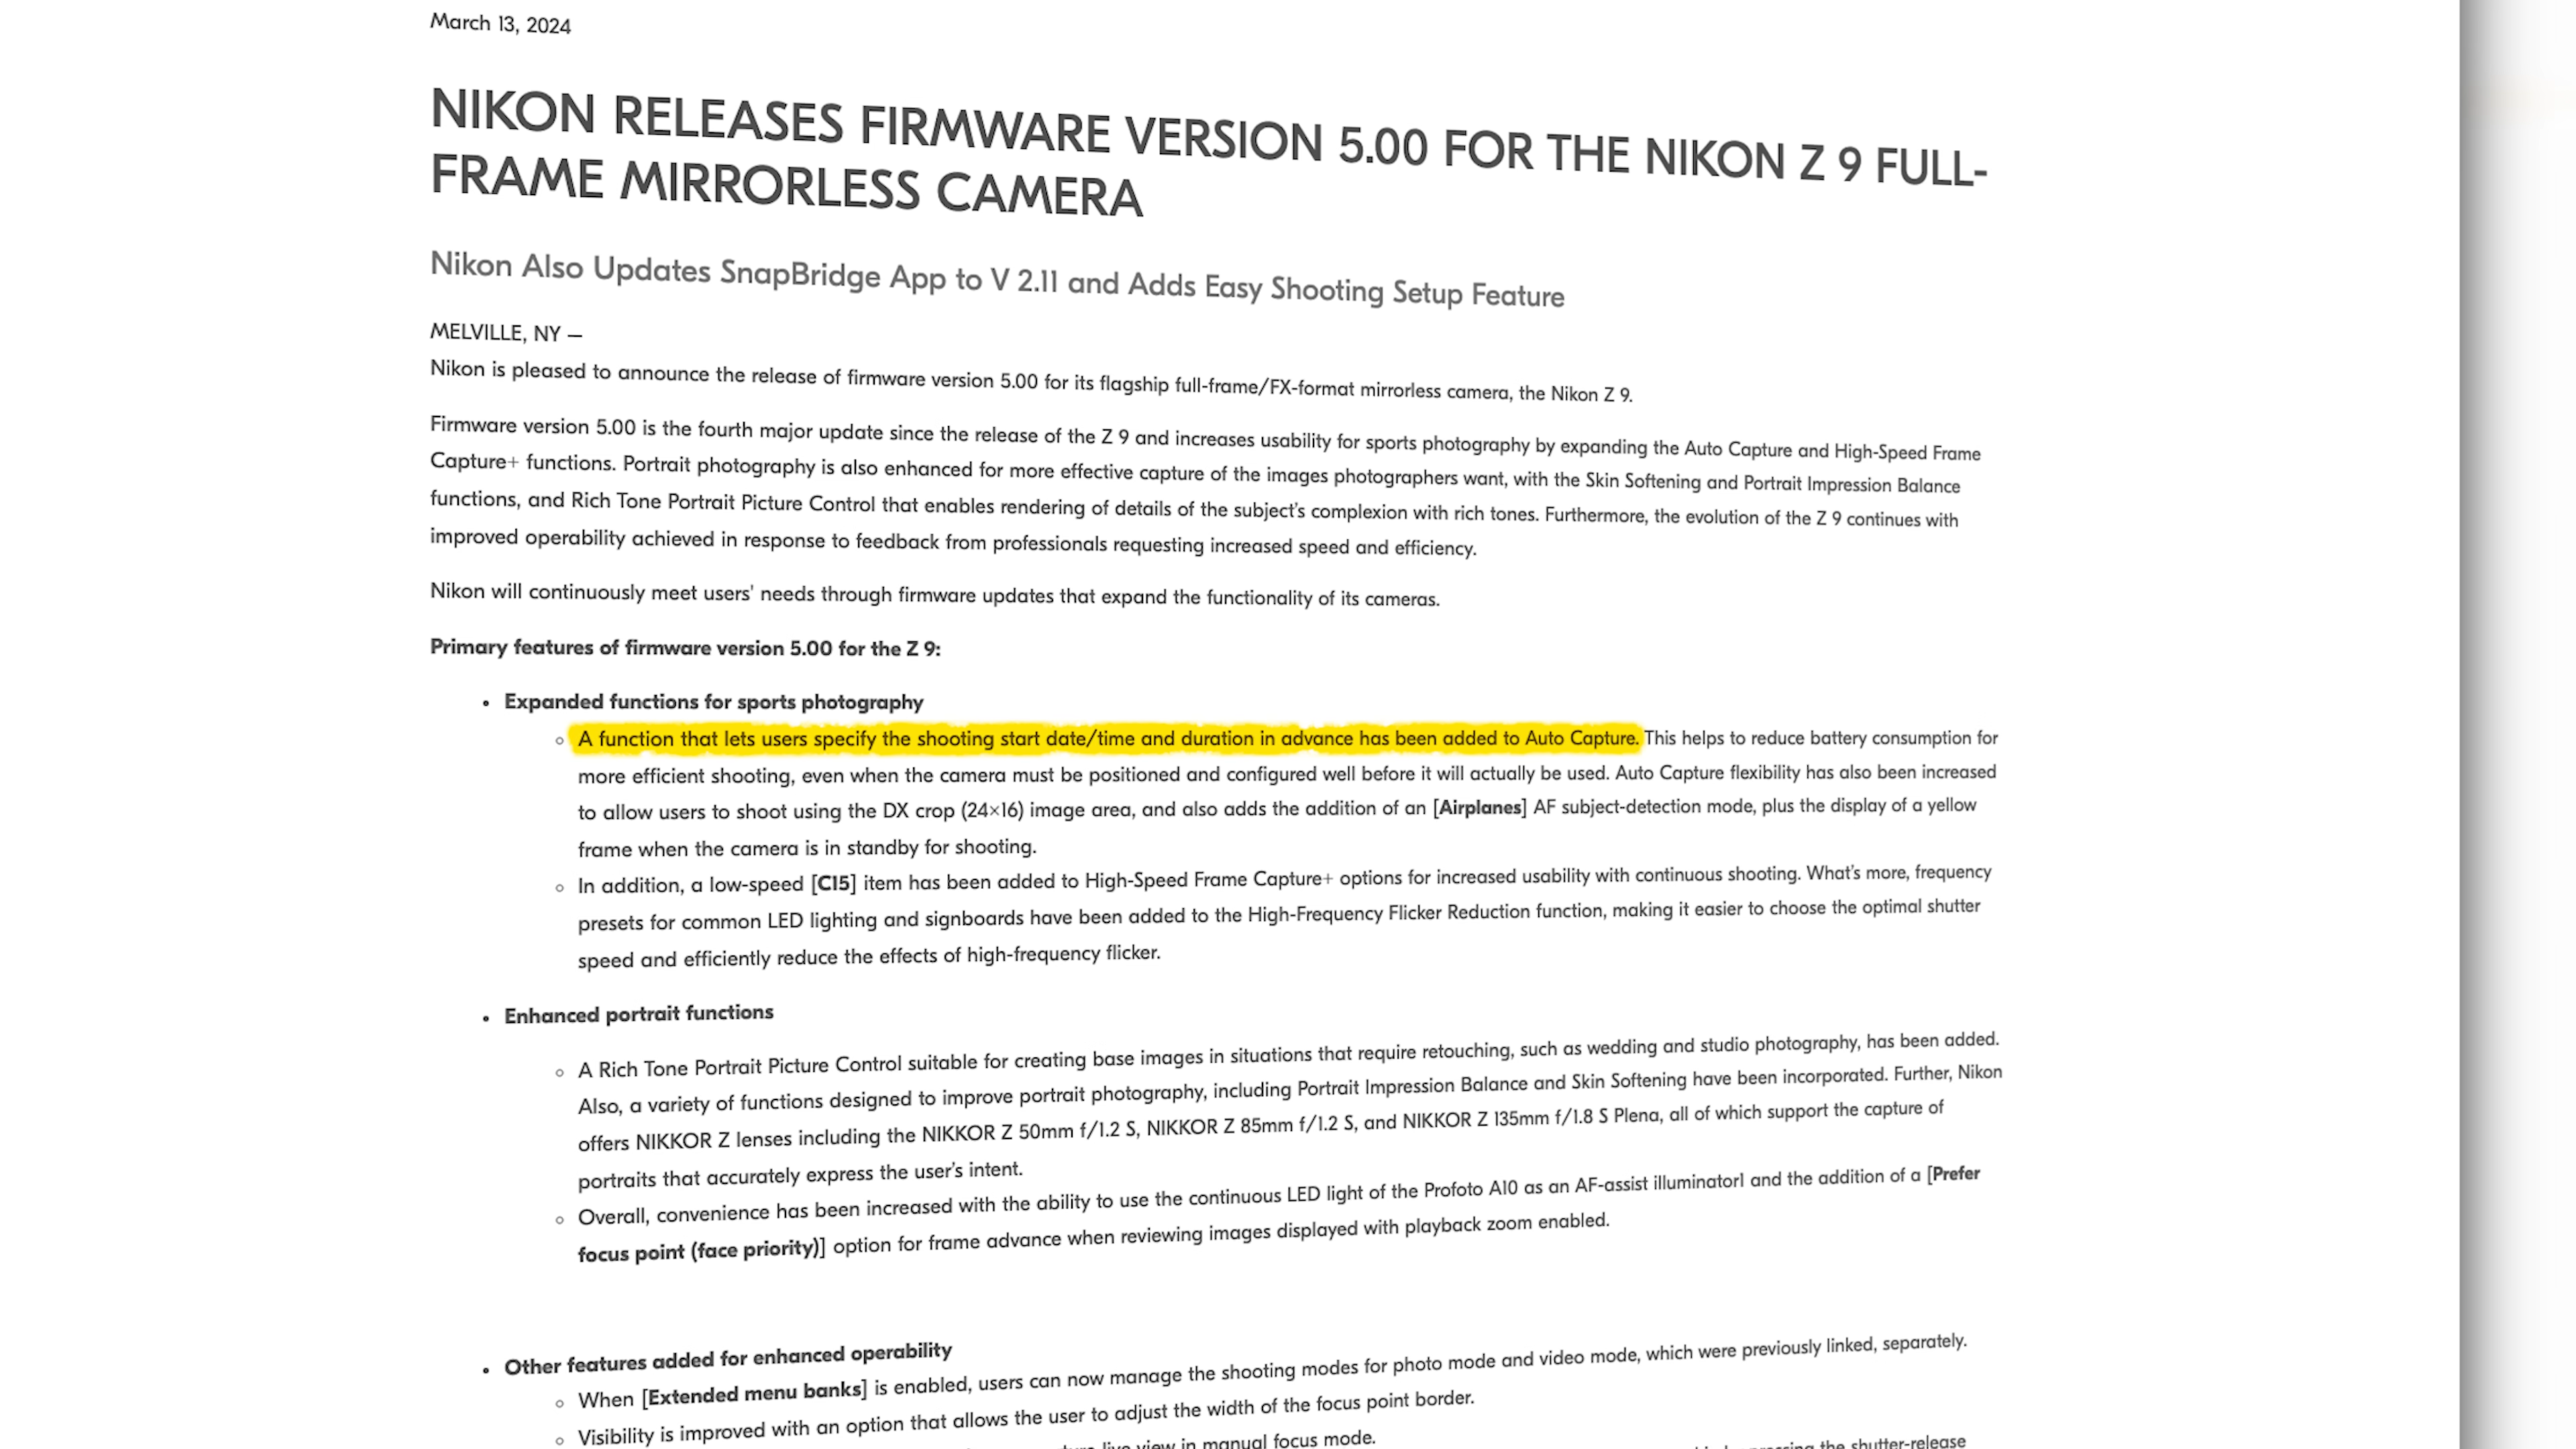 March 13, 2024
NIKON RELEASES FIRMWARE VERSION 5.00 FOR THE NIKON Z 9 FULL-
FRAME MIRRORLESS CAMERA
Nikon Also Updates SnapBridge App to V 2.11 and Adds Easy Shooting Setup Feature
MELVILLE, NY —
Nikon is pleased to announce the release of firmware version 5.00 for its flagship full-frame/FX-format mirrorless camera, the Nikon Z 9.
Firmware version 5.00 is the fourth major update since the release of the Z 9 and increases usability for sports photography by expanding the Auto Capture and High-Speed Frame
Capture+ functions. Portrait photography is also enhanced for more effective capture of the images photographers want, with the Skin Softening and Portrait Impression Balance
functions, and Rich Tone Portrait Picture Control that enables rendering of details of the subject's complexion with rich tones. Furthermore, the evolution of the Z 9 continues with
improved operability achieved in response to feedback from professionals requesting increased speed and efficiency.
Nikon will continuously meet users' needs through firmware updates that expand the functionality of its cameras.
Primary features of firmware version 5.00 for the Z 9:
• Expanded functions for sports photography
○ A function that lets users specify the shooting start date/time and duration in advance has been added to Auto Capture. This helps to reduce battery consumption for
more efficient shooting, even when the camera must be positioned and configured well before it will actually be used. Auto Capture flexibility has also been increased
to allow users to shoot using the DX crop (24×16) image area, and also adds the addition of an [Airplanes] AF subject-detection mode, plus the display of a yellow
frame when the camera is in standby for shooting.
○ In addition, a low-speed [C15] item has been added to High-Speed Frame Capture+ options for increased usability with continuous shooting. What's more, frequency
presets for common LED lighting and signboards have been added to the High-Frequency Flicker Reduction function, making it easier to choose the optimal shutter
speed and efficiently reduce the effects of high-frequency flicker.
• Enhanced portrait functions
○ A Rich Tone Portrait Picture Control suitable for creating base images in situations that require retouching, such as wedding and studio photography, has been added.
Also, a variety of functions designed to improve portrait photography, including Portrait Impression Balance and Skin Softening have been incorporated. Further, Nikon
offers NIKKOR Z lenses including the NIKKOR Z 50mm f/1.2 S, NIKKOR Z 85mm f/1.2 S, and NIKKOR Z 135mm f/1.8 S Plena, all of which support the capture of
portraits that accurately express the user's intent.
○ Overall, convenience has been increased with the ability to use the continuous LED light of the Profoto A10 as an AF-assist illuminator1 and the addition of a [Prefer
focus point (face priority)] option for frame advance when reviewing images displayed with playback zoom enabled.
• Other features added for enhanced operability
○ When [Extended menu banks] is enabled, users can now manage the shooting modes for photo mode and video mode, which were previously linked, separately.
○ Visibility is improved with an option that allows the user to adjust the width of the focus point border.
live view in manual focus mode.
the shutter-release